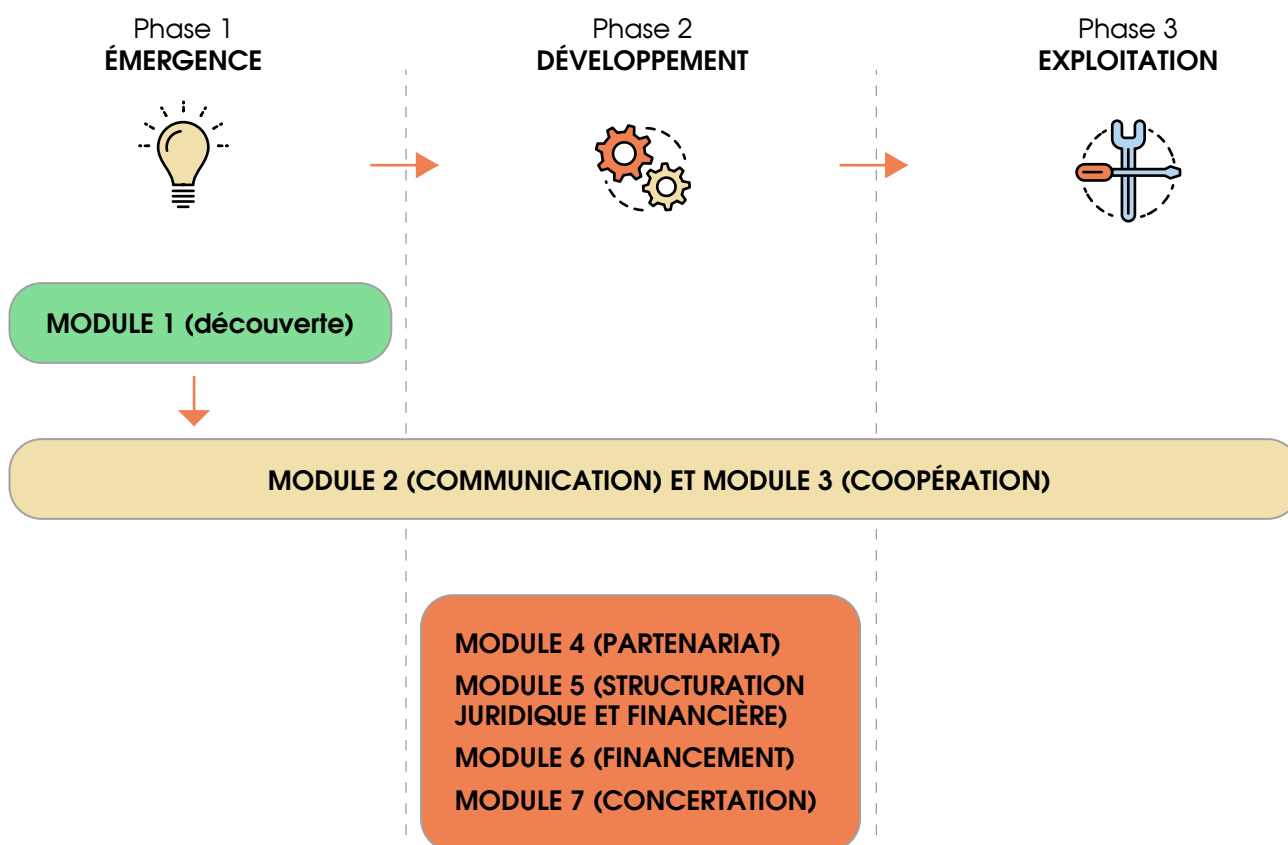 Phase 1
ÉMERGENCE
Phase 2
DÉVELOPPEMENT
Phase 3
EXPLOITATION
MODULE 1 (découverte)
MODULE 2 (COMMUNICATION) ET MODULE 3 (COOPÉRATION)
MODULE 4 (PARTENARIAT)
MODULE 5 (STRUCTURATION
JURIDIQUE ET FINANCIÈRE)
MODULE 6 (FINANCEMENT)
MODULE 7 (CONCERTATION)